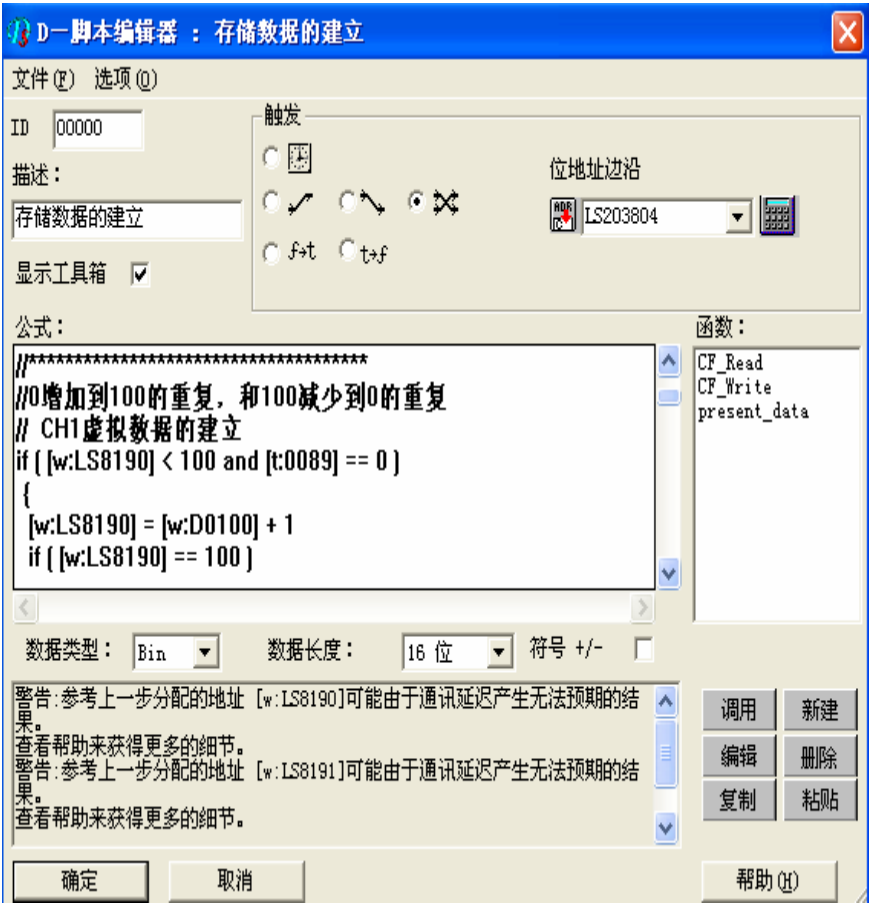 D一脚本编辑器 : 存储数据的建立
文件(F) 选项(O)
ID 00000
描述:
存储数据的建立
显示工具箱
触发
f→t t→f
位地址边沿
ADR
LS203804
公式:
//*************************************
//0增加到100的重复，和100减少到0的重复
// CH1虚拟数据的建立
if ( [w:LS8190] < 100 and [t:0089] == 0 )
{
[w:LS8190] = [w:D0100] + 1
if ( [w:LS8190] == 100 )
函数:
CF_Read
CF_Write
present_data
数据类型: Bin 数据长度: 16 位 符号 +/-
警告:参考上一步分配的地址 [w:LS8190]可能由于通讯延迟产生无法预期的结
果。
查看帮助来获得更多的细节。
警告:参考上一步分配的地址 [w:LS8191]可能由于通讯延迟产生无法预期的结
果。
查看帮助来获得更多的细节。
调用 新建
编辑 删除
复制 粘贴
确定 取消 帮助(H)